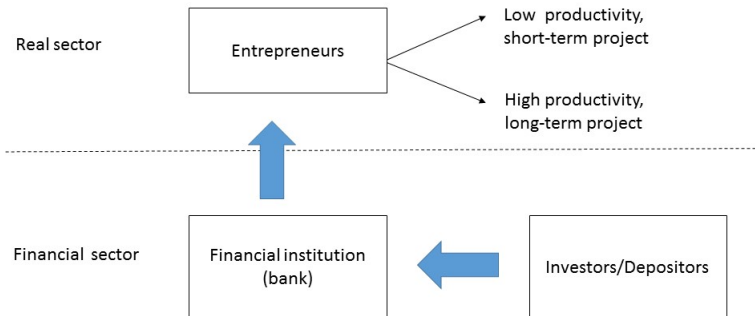 Real sector
Entrepreneurs
Low productivity,
short-term project
High productivity,
long-term project
Financial sector
Financial institution
(bank)
Investors/Depositors